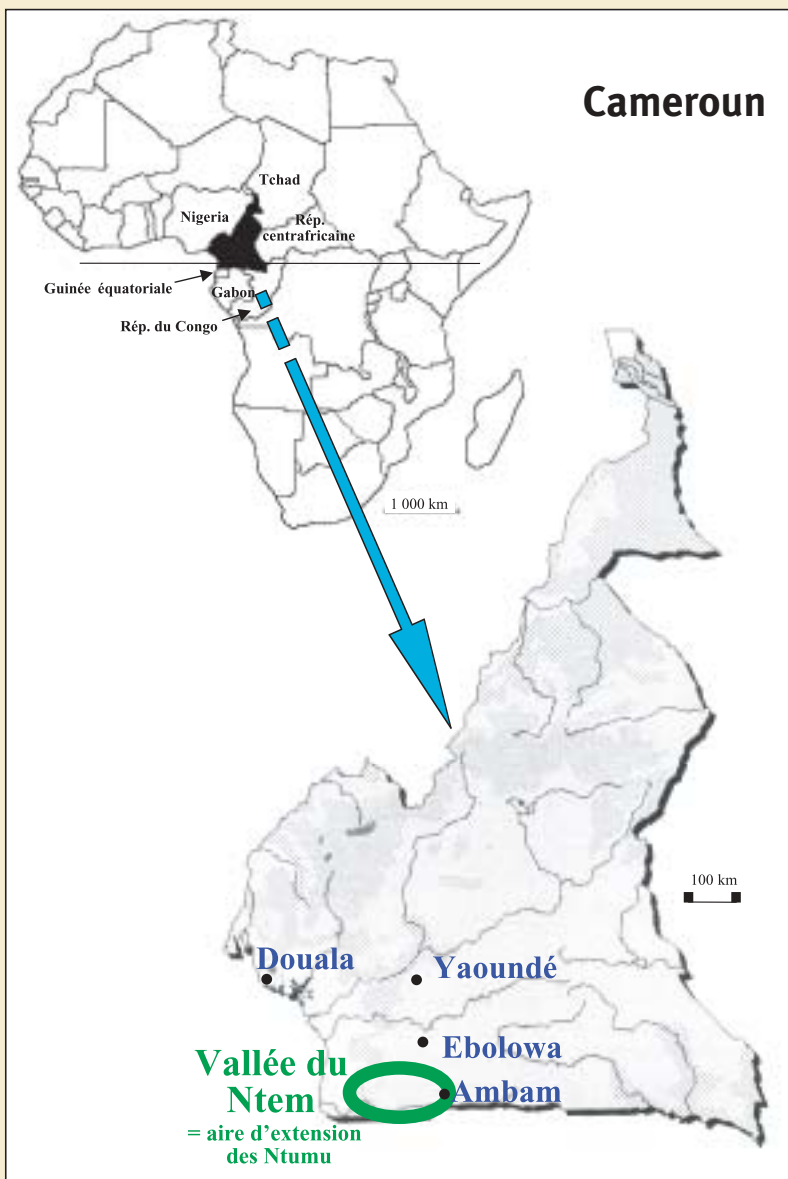 Cameroun
Tchad
Nigeria
Rép.
centrafricaine
Guinée équatoriale
Gabon
Rép. du Congo
1 000 km
100 km
Douala
Yaoundé
Ebolowa
Vallée du
Ntem
Ambam
= aire d’extension
des Ntumu